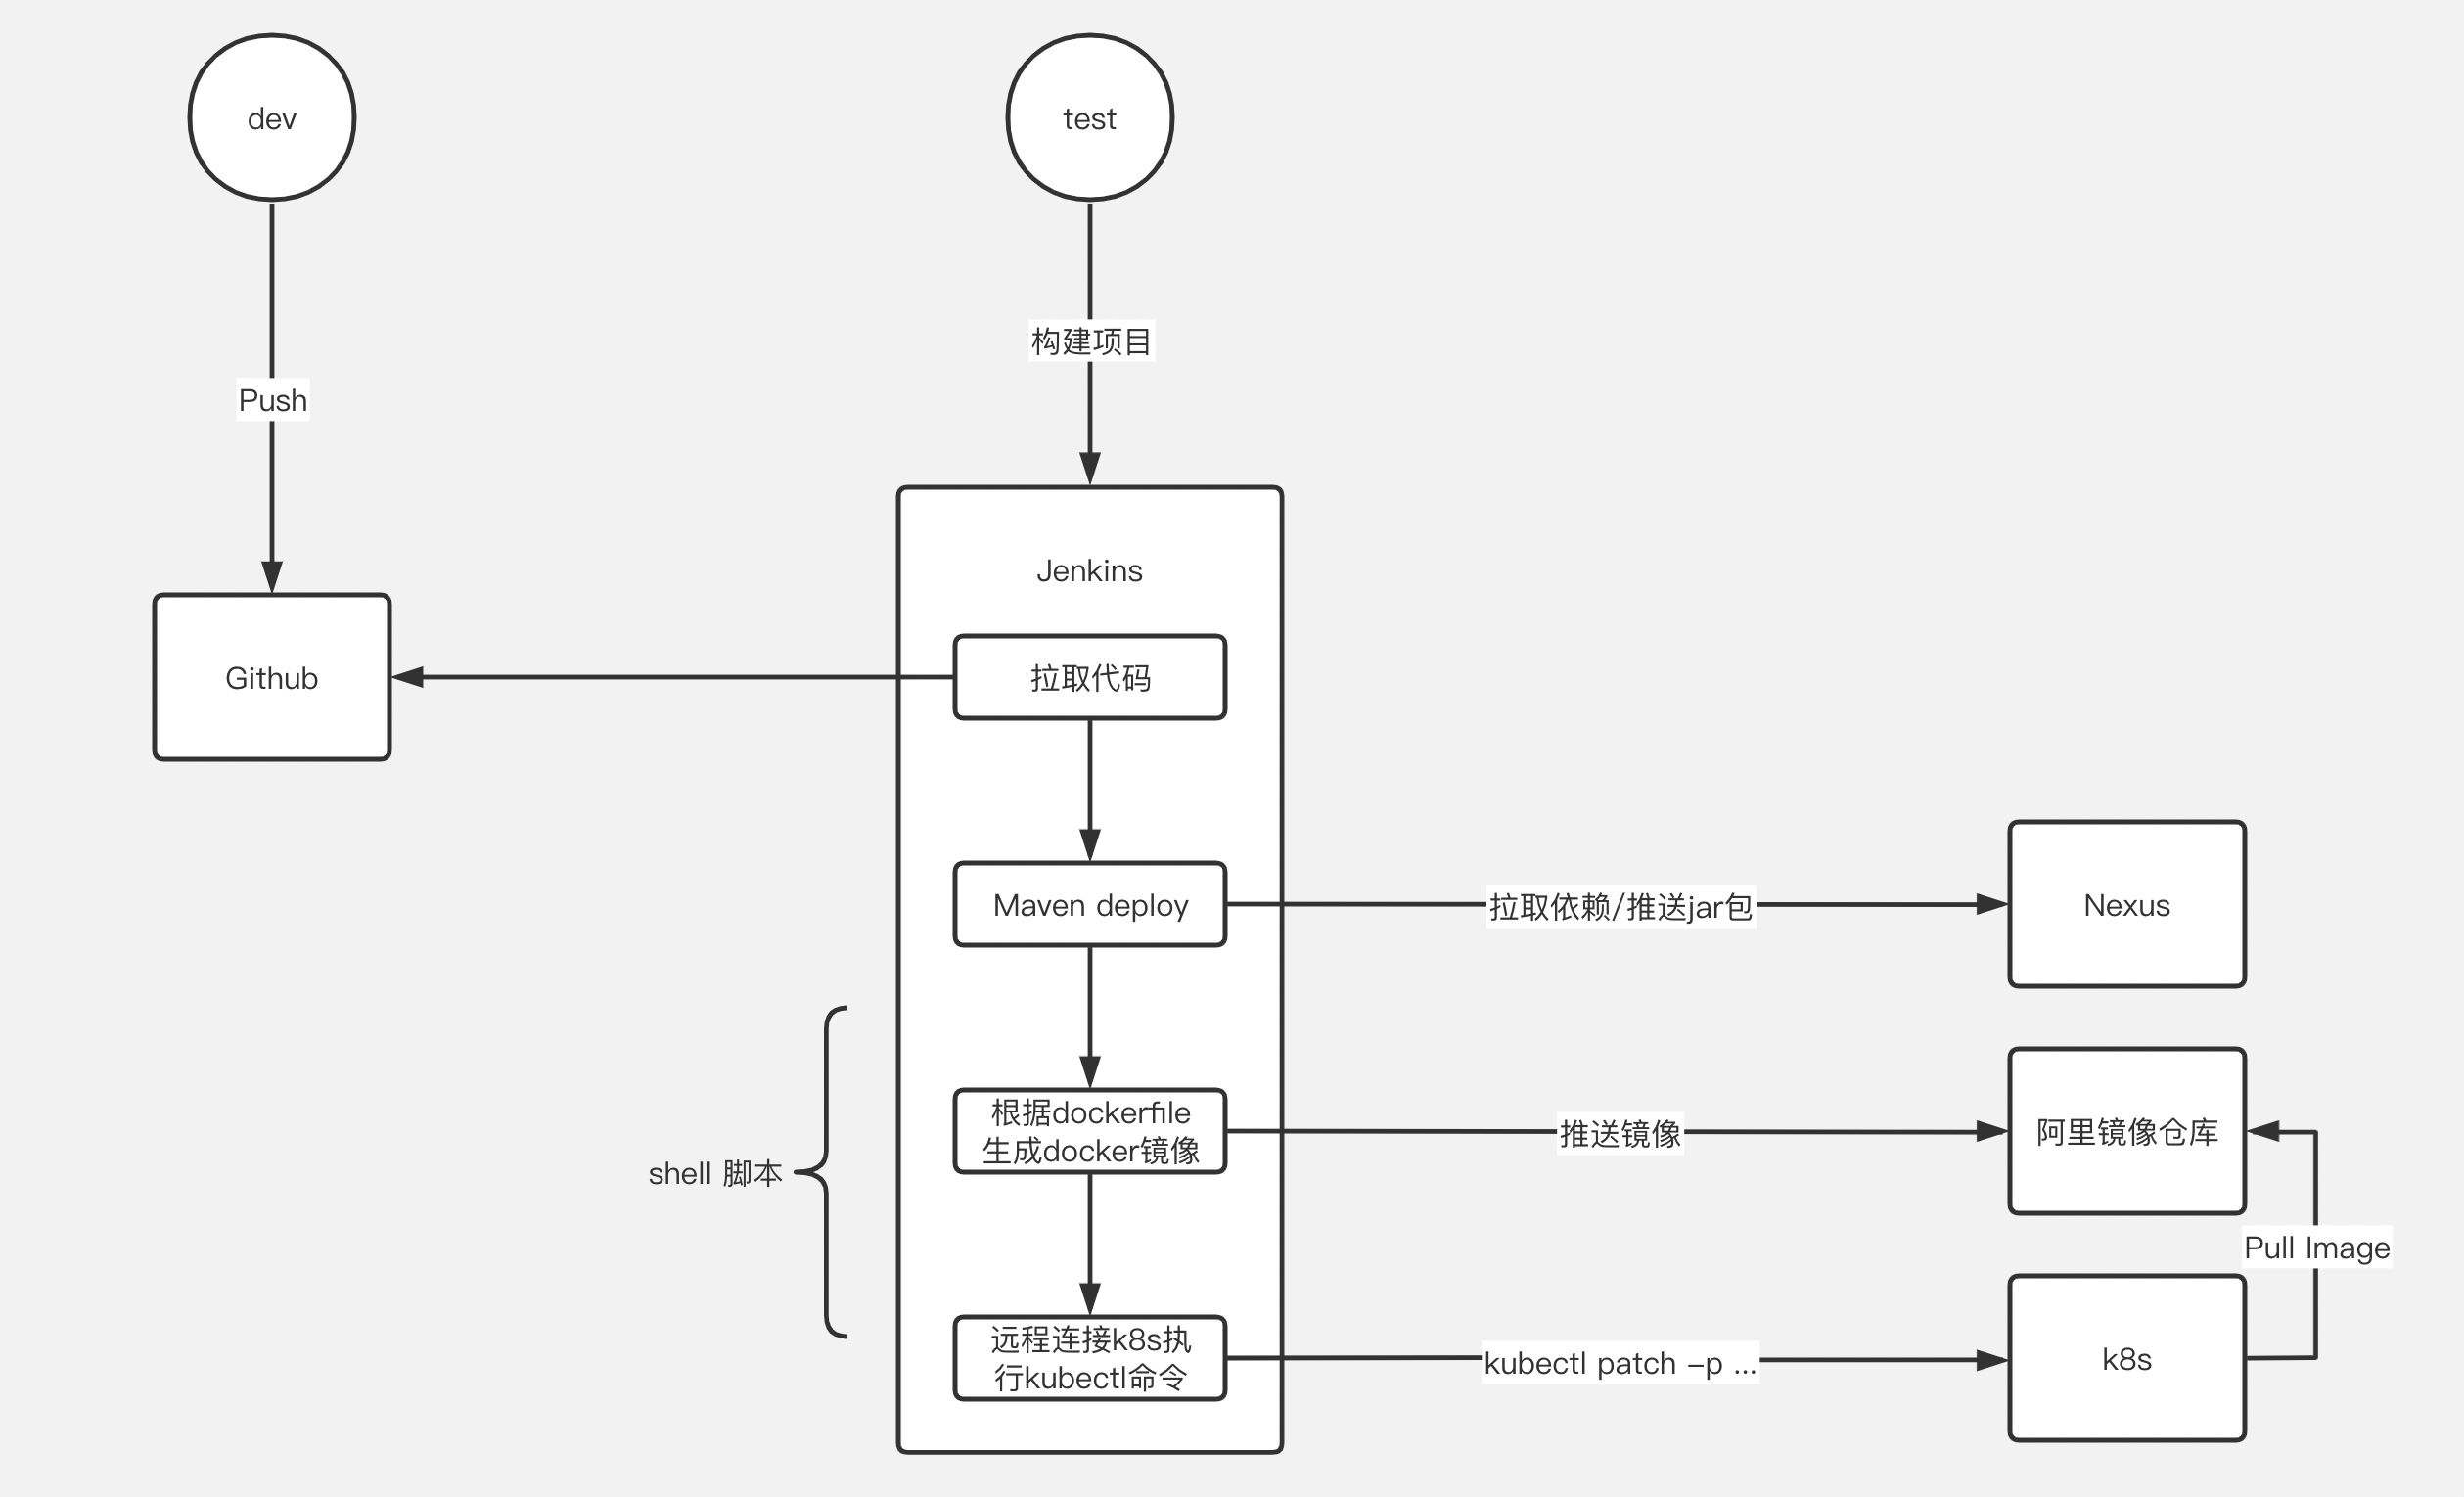 dev
test
构建项目
Push
Jenkins
拉取代码
Github
Maven deploy
拉取依赖/推送jar包
Nexus
根据dockerfile
生成docker镜像
推送镜像
阿里镜像仓库
shell 脚本
Pull Image
远程连接k8s执
行kubectl命令
kubectl patch -p ...
k8s